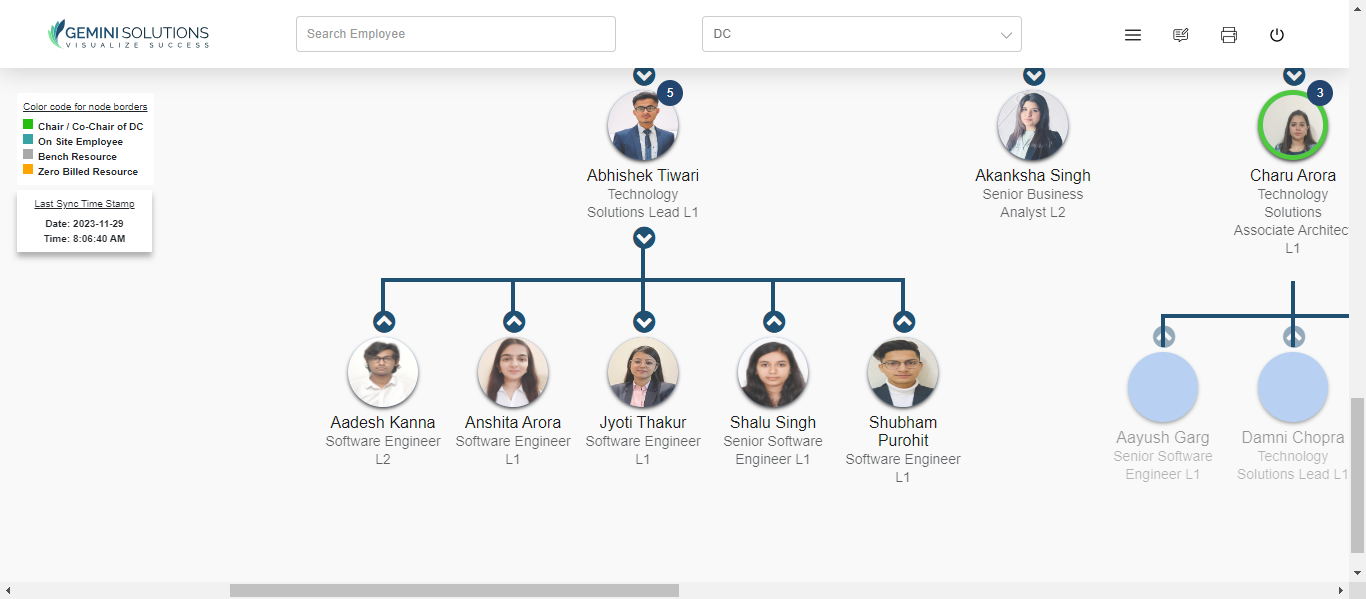 GEMINI SOLUTIONS
VISUALIZE SUCCESS
Search Employee
DC
Color code for node borders
Chair / Co-Chair of DC
On Site Employee
Bench Resource
Zero Billed Resource
Last Sync Time Stamp
Date: 2023-11-29
Time: 8:06:40 AM
5
Abhishek Tiwari
Technology
Solutions Lead L1
Akanksha Singh
Senior Business
Analyst L2
3
Charu Arora
Technology
Solutions
Associate Architec
L1
Aadesh Kanna
Software Engineer
L2
Anshita Arora
Software Engineer
L1
Jyoti Thakur
Software Engineer
L1
Shalu Singh
Senior Software
Engineer L1
Shubham
Purohit
Software Engineer
L1
Aayush Garg
Senior Software
Engineer L1
Damni Chopra
Technology
Solutions Lead L1